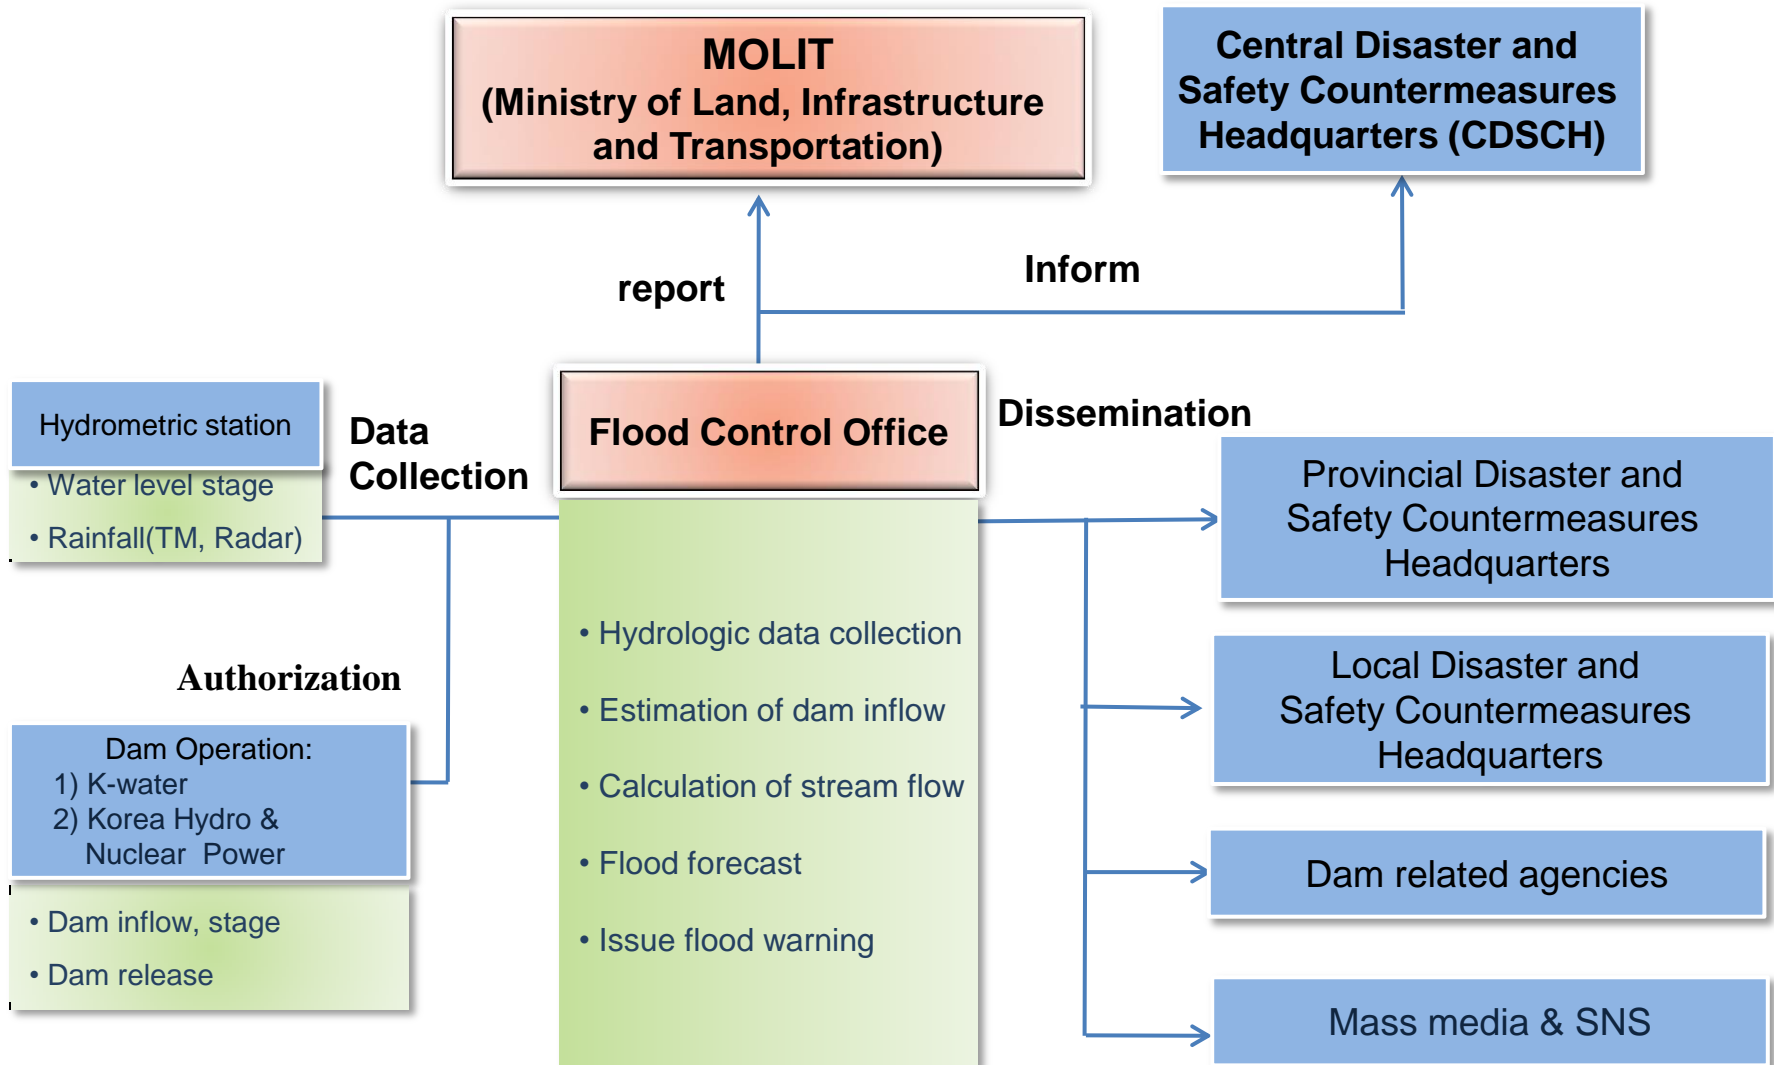 MOLIT
(Ministry of Land, Infrastructure
and Transportation)
Central Disaster and
Safety Countermeasures
Headquarters (CDSCH)
report
Inform
Hydrometric station
• Water level stage
• Rainfall(TM, Radar)
Data
Collection
Flood Control Office
Dissemination
Authorization
Dam Operation:
1) K-water
2) Korea Hydro &
Nuclear Power
• Dam inflow, stage
• Dam release
• Hydrologic data collection
• Estimation of dam inflow
• Calculation of stream flow
• Flood forecast
• Issue flood warning
Provincial Disaster and
Safety Countermeasures
Headquarters
Local Disaster and
Safety Countermeasures
Headquarters
Dam related agencies
Mass media & SNS